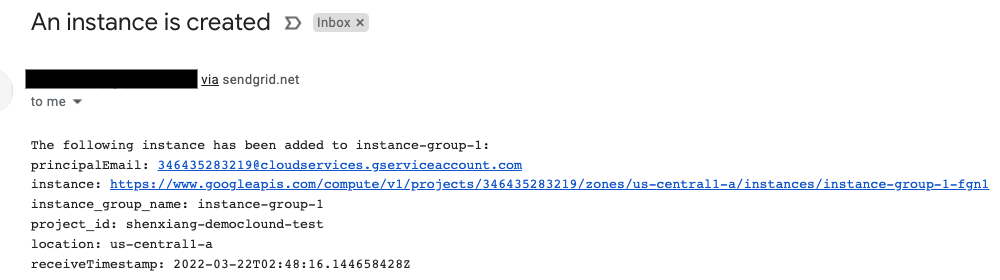 An instance is created
Inbox ×
via sendgrid.net
to me
The following instance has been added to instance-group-1:
principalEmail: 346435283219@cloudservices.gserviceaccount.com
instance: https://www.googleapis.com/compute/v1/projects/346435283219/zones/us-central1-a/instances/instance-group-1-fgn1
instance_group_name: instance-group-1
project_id: shenxiang-democlound-test
location: us-central1-a
receiveTimestamp: 2022-03-22T02:48:16.144658428Z